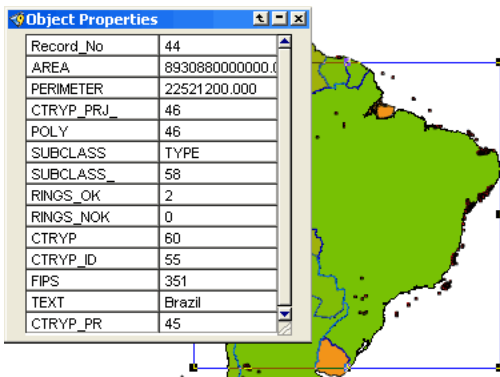 Object Properties
Record_No 44
AREA 8930880000000.0
PERIMETER 22521200.000
CTRYP_PRJ_ 46
POLY 46
SUBCLASS TYPE
SUBCLASS_ 58
RINGS_OK 2
RINGS_NOK 0
CTRYP 60
CTRYP_ID 55
FIPS 351
TEXT Brazil
CTRYP_PR 45